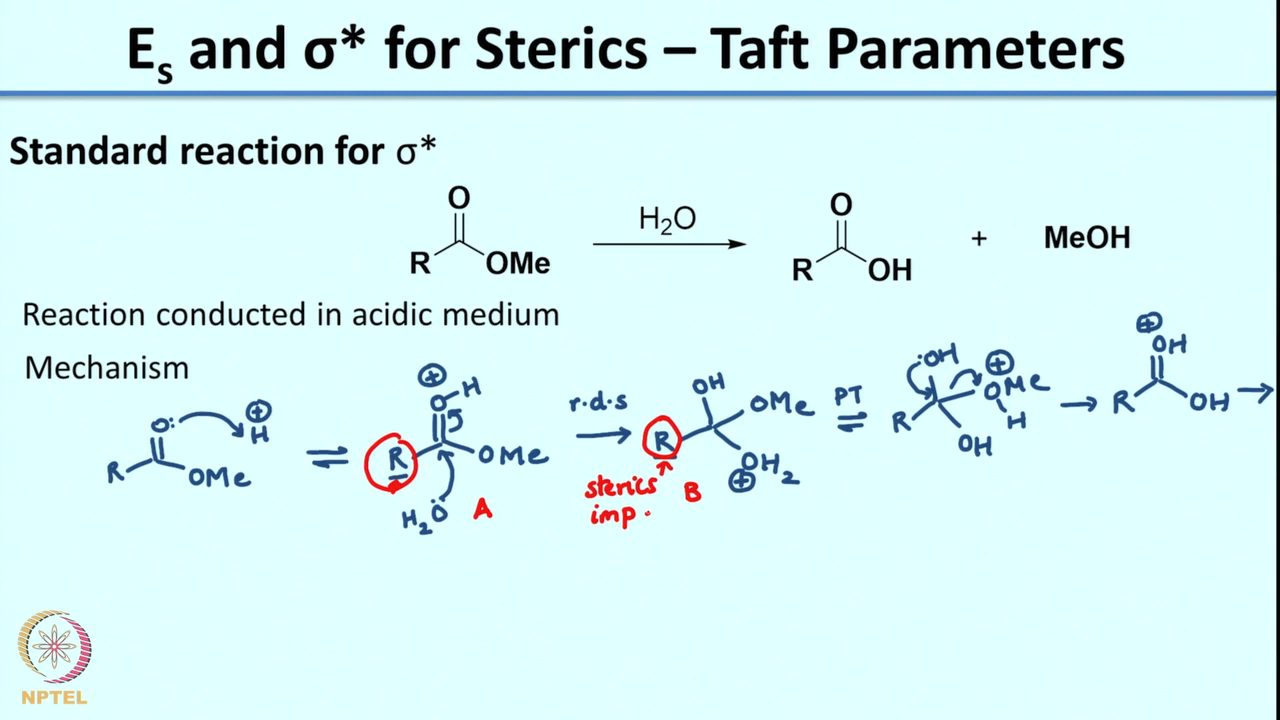 Es and σ* for Sterics – Taft Parameters
Standard reaction for σ*
O
R
OMe
H2O
O
R
OH
+
MeOH
Reaction conducted in acidic medium
Mechanism
O:
R
OMe
⊕
H
⇌
⊕
O
H
R
OMe
H2Ö
A
r.d.s
OH
R
OMe
OH2
⊕
sterics
imp.
B
PT
⇌
:OH
⊕
R
OMe
H
OH
⊕
OH
R
OH
NPTEL